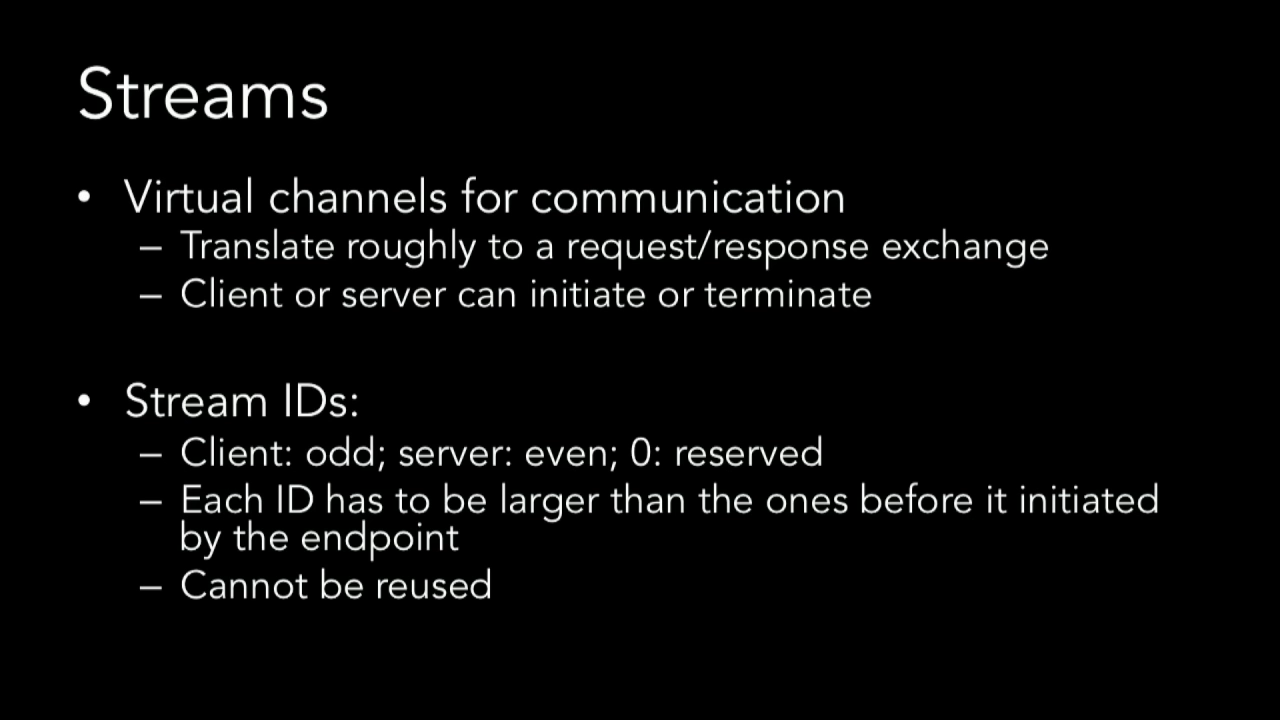 Streams
• Virtual channels for communication
– Translate roughly to a request/response exchange
– Client or server can initiate or terminate
• Stream IDs:
– Client: odd; server: even; 0: reserved
– Each ID has to be larger than the ones before it initiated
by the endpoint
– Cannot be reused